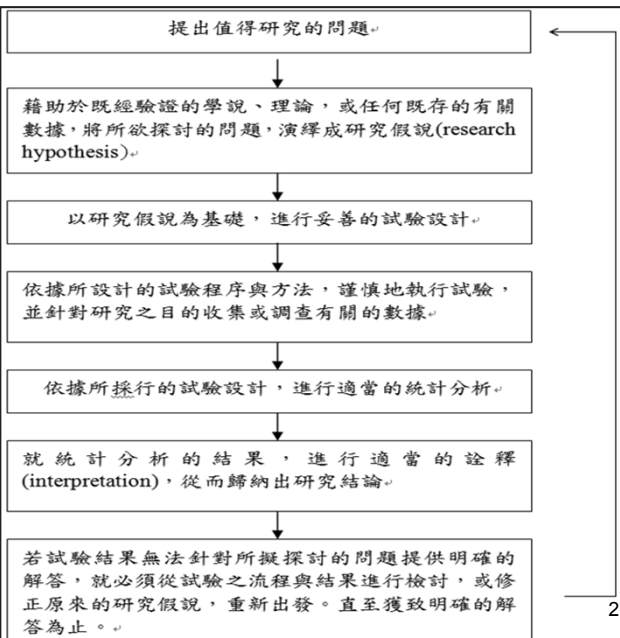 提出值得研究的問題
藉助於既經驗證的學說、理論，或任何既存的有關
數據，將所欲探討的問題，演繹成研究假說(research
hypothesis)。
以研究假說為基礎，進行妥善的試驗設計
依據所設計的試驗程序與方法，謹慎地執行試驗，
並針對研究之目的收集或調查有關的數據
依據所採行的試驗設計，進行適當的統計分析
就統計分析的結果，進行適當的詮釋
(interpretation)，從而歸納出研究結論
若試驗結果無法針對所擬探討的問題提供明確的
解答，就必須從試驗之流程與結果進行檢討，或修
正原來的研究假說，重新出發。直至獲致明確的解
答為止。
2